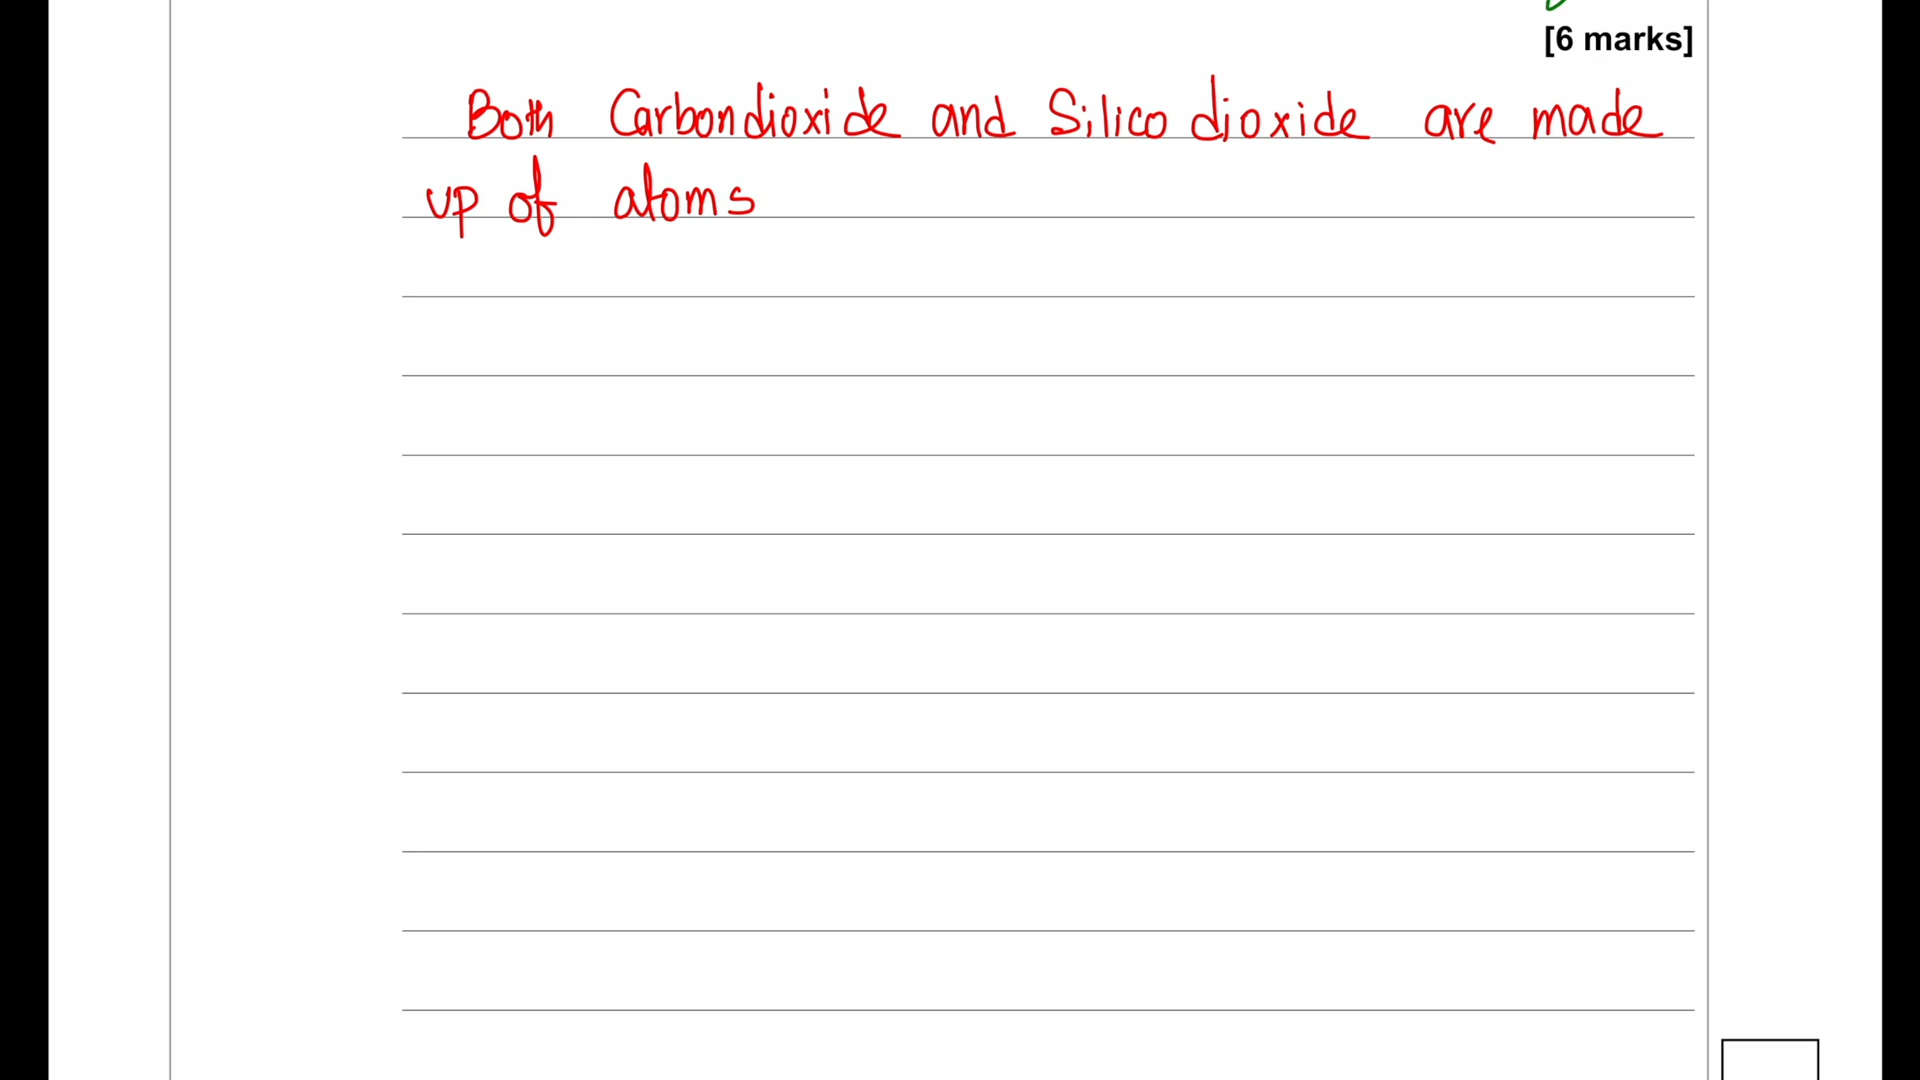 [6 marks]
Both Carbondioxide and Silico dioxide are made
up of atoms